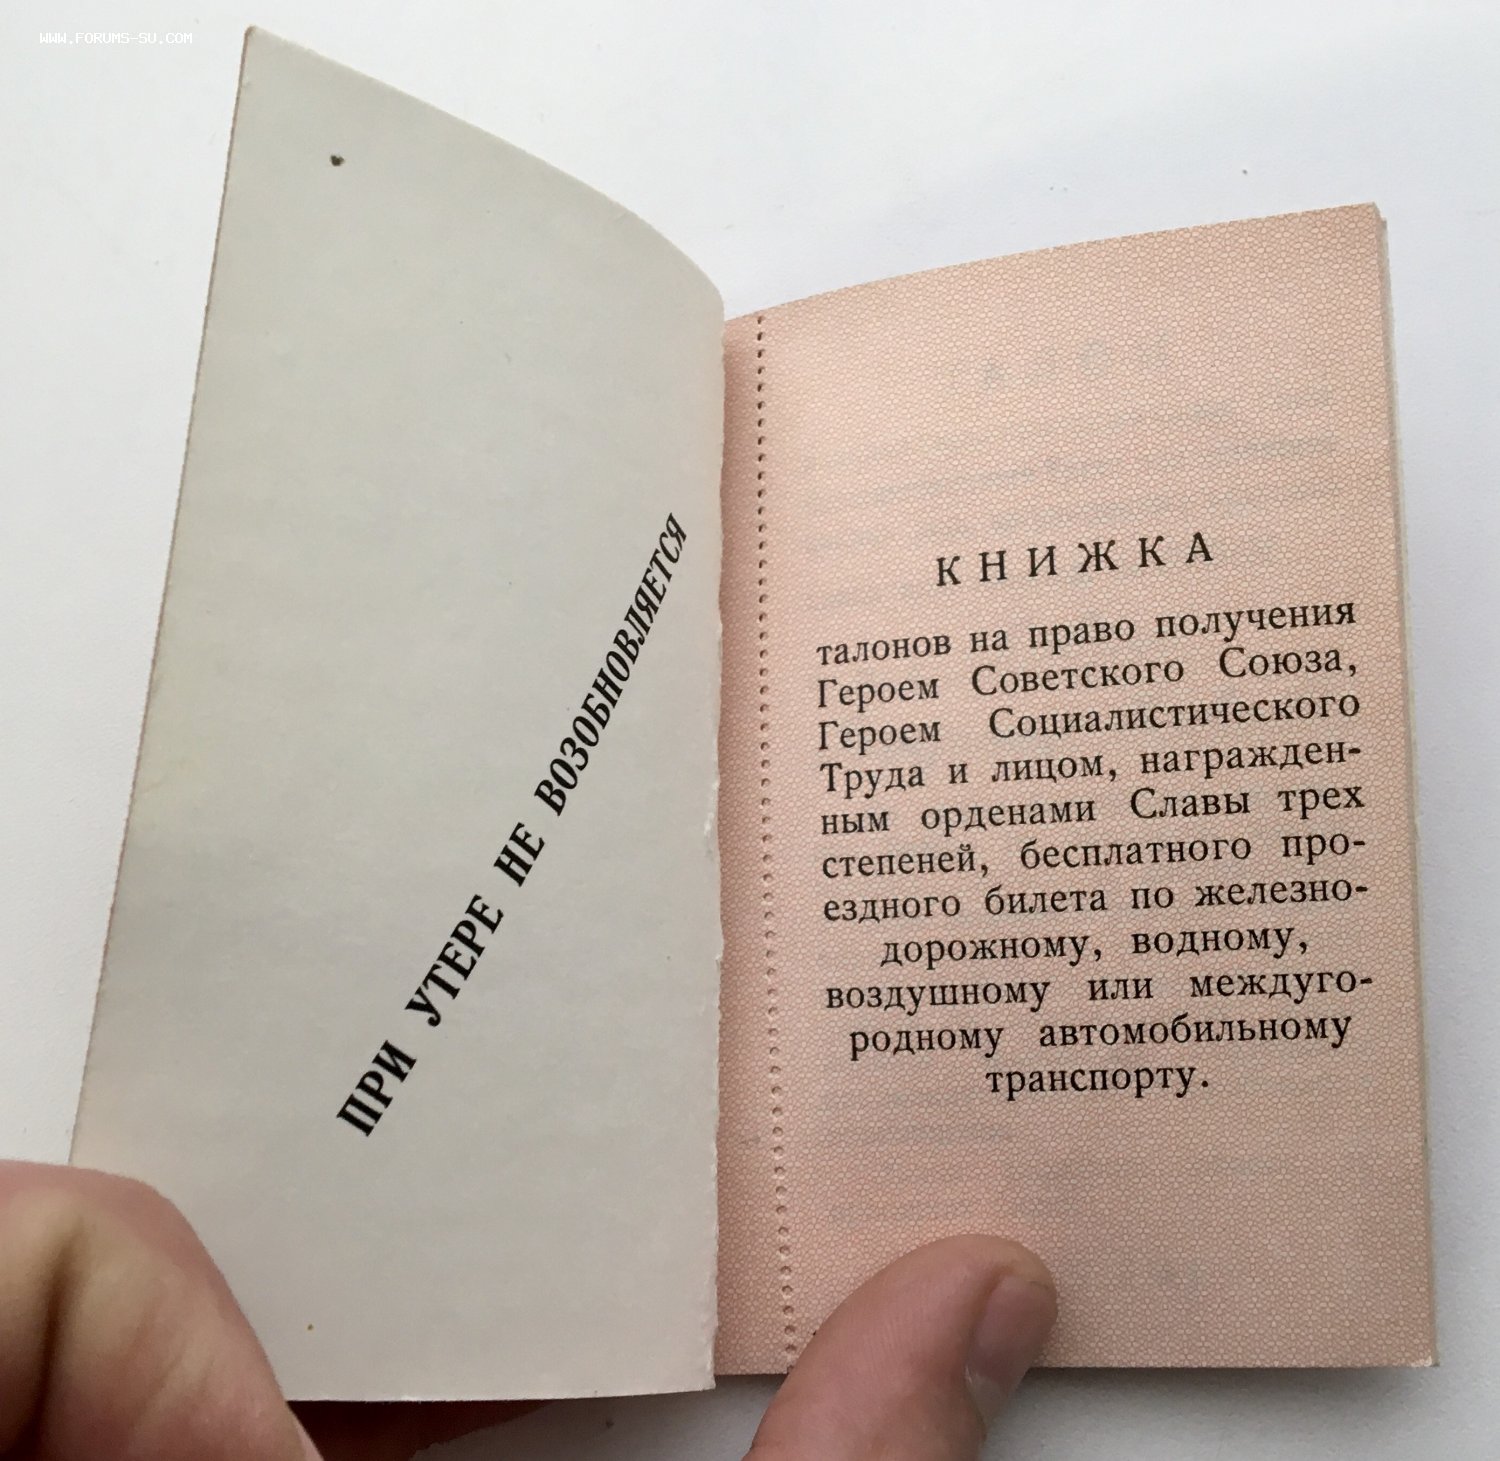 WWW.FORUMS-SU.COM
ПРИ УТЕРЕ НЕ ВОЗОБНОВЛЯЕТСЯ
КНИЖКА
талонов на право получения
Героем Советского Союза,
Героем Социалистического
Труда и лицом, награжден-
ным орденами Славы трех
степеней, бесплатного про-
ездного билета по железно-
дорожному, водному,
воздушному или междуго-
родному автомобильному
транспорту.